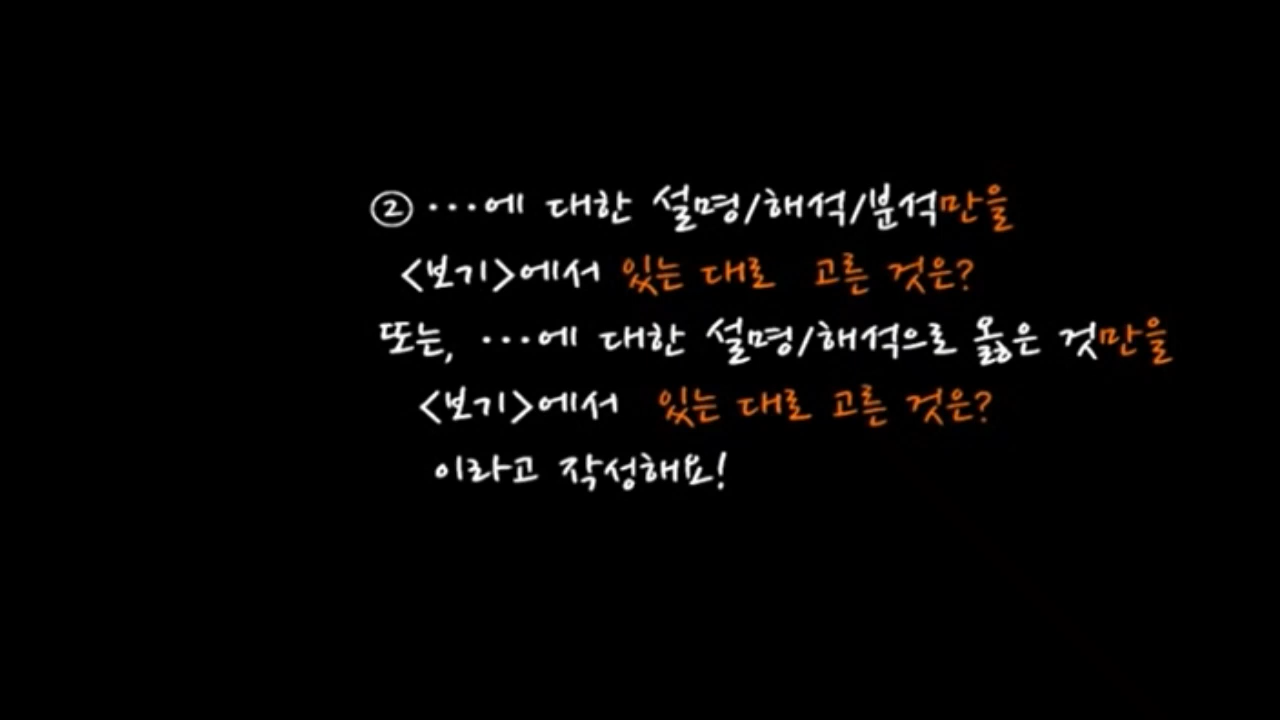 ② ...에 대한 설명/해석/분석만을
<보기>에서 있는 대로 고른 것은?
또는, ...에 대한 설명/해석으로 옳은 것만을
<보기>에서 있는 대로 고른 것은?
이라고 작성해요!